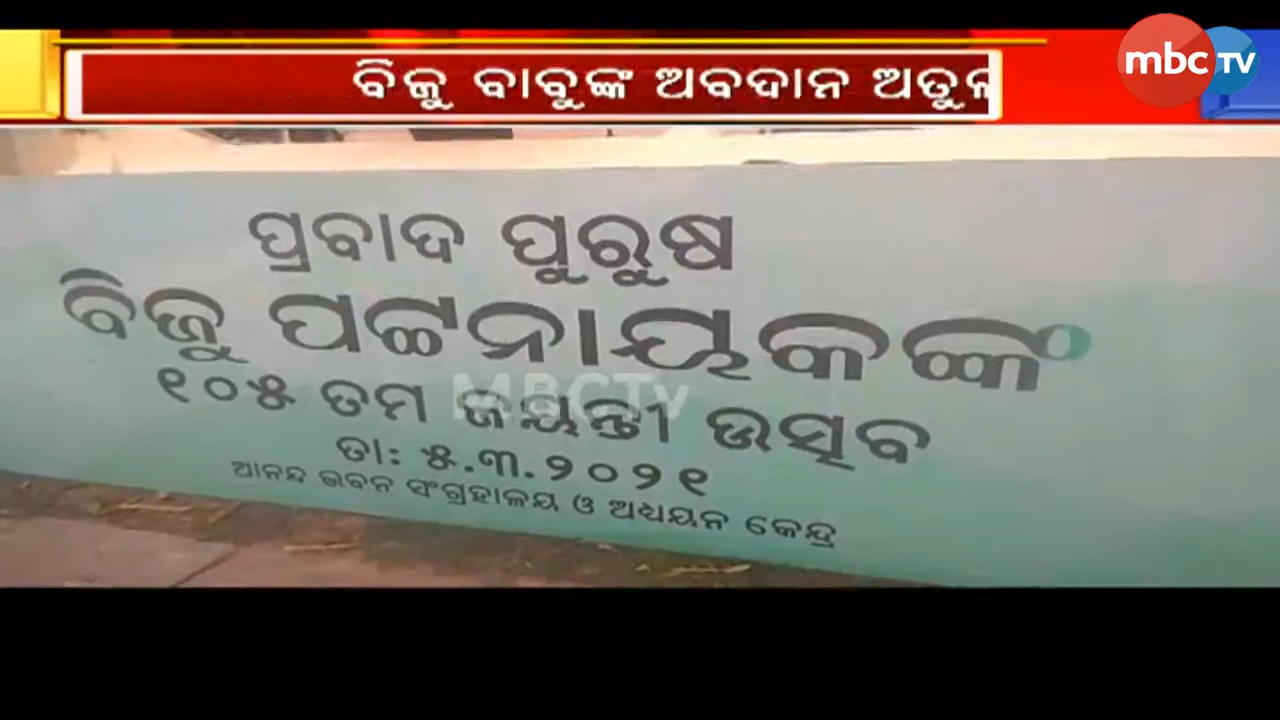 ବିଜୁ ବାବୁଙ୍କ ଅବଦାନ
mbc TV
ପ୍ରବାଦ ପୁରୁଷ
ବିଜୁ ପଟ୍ଟନାୟକଙ୍କ
୧୦୫ ତମ ଜୟନ୍ତୀ ଉତ୍ସବ
MBCTv
ତା: ୫.୩.୨୦୨୧
ଆନନ୍ଦ ଭବନ ସଂଗ୍ରହାଳୟ ଓ ଅଧ୍ୟୟନ କେନ୍ଦ୍ର